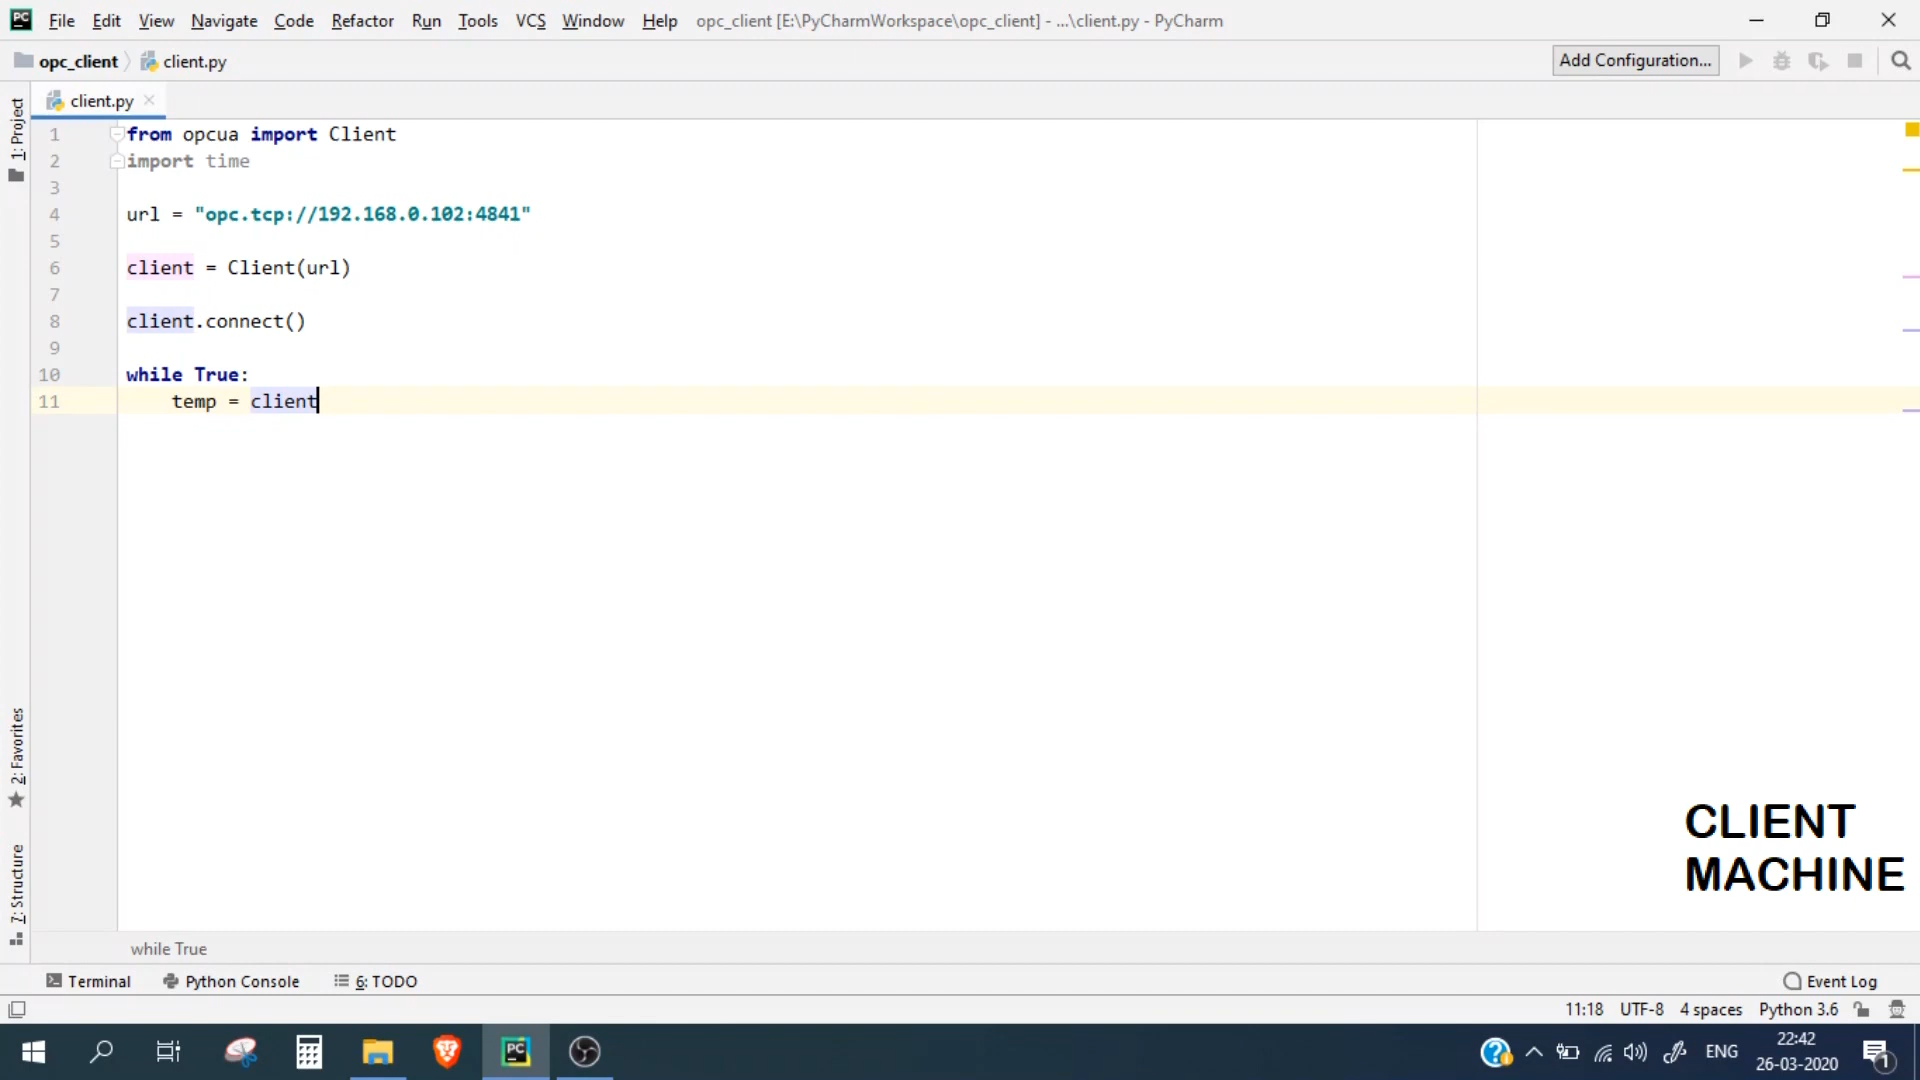 PC File Edit View Navigate Code Refactor Run Tools VCS Window Help opc_client [E:\PyCharmWorkspace\opc_client] - ...\client.py - PyCharm
opc_client client.py Add Configuration...
client.py
1: Project
1 from opcua import Client
2 import time
3
4 url = "opc.tcp://192.168.0.102:4841"
5
6 client = Client(url)
7
8 client.connect()
9
10 while True:
11 temp = client
2: Favorites
7: Structure
CLIENT
MACHINE
while True
Terminal Python Console 6: TODO Event Log
11:18 UTF-8 4 spaces Python 3.6
PC ENG 22:42
26-03-2020 1